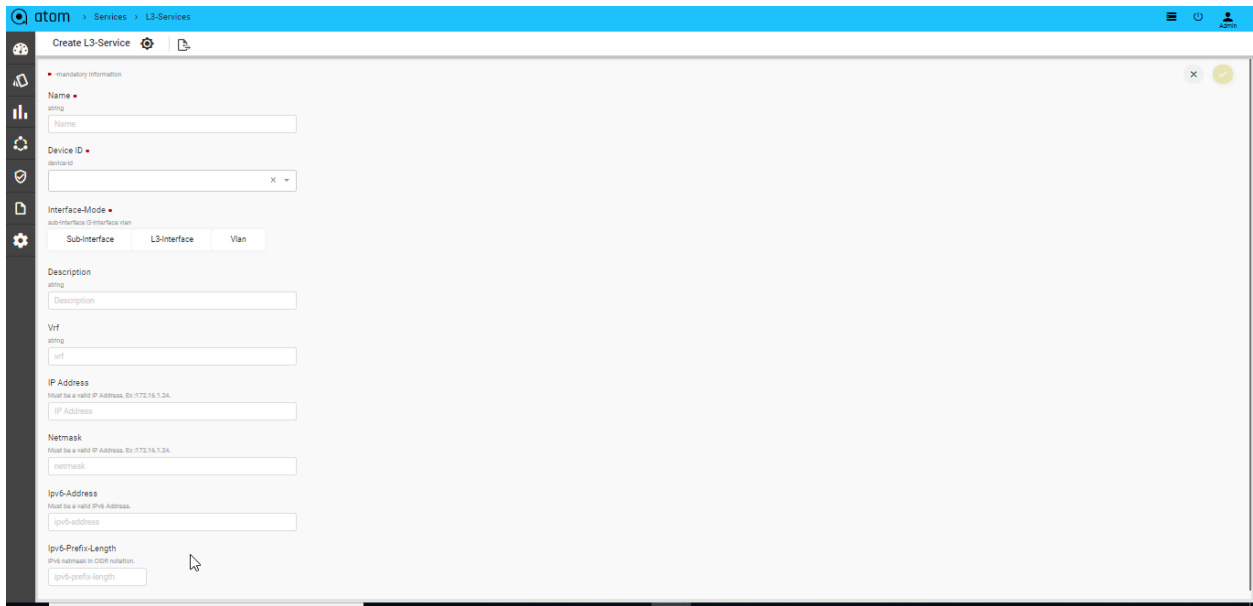 atom > Services > L3-Services
Admin
Create L3-Service
-mandatory information
Name
string
Name
Device ID
device-id
Interface-Mode
sub-interface l3-interface vlan
Sub-Interface L3-Interface Vlan
Description
string
Description
Vrf
string
vrf
IP Address
Must be a valid IP Address. Ex :172.16.1.24.
IP Address
Netmask
Must be a valid IP Address. Ex :172.16.1.24.
netmask
Ipv6-Address
Must be a valid IPv6 Address.
ipv6-address
Ipv6-Prefix-Length
IPv6 netmask in CIDR notation.
ipv6-prefix-length